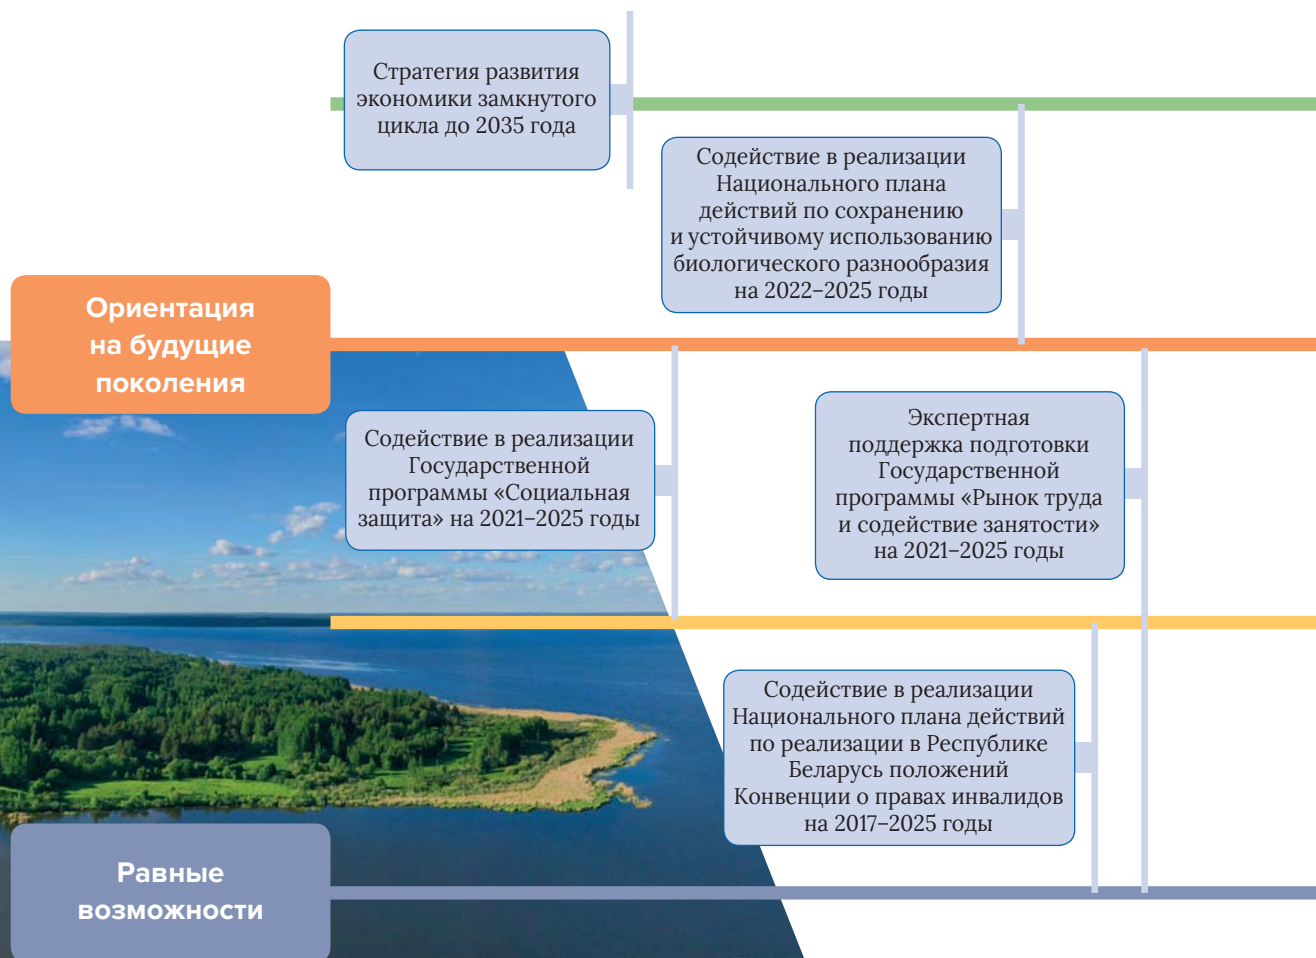 Стратегия развития
экономики замкнутого
цикла до 2035 года
Содействие в реализации
Национального плана
действий по сохранению
и устойчивому использованию
биологического разнообразия
на 2022–2025 годы
Ориентация
на будущие
поколения
Содействие в реализации
Государственной
программы «Социальная
защита» на 2021–2025 годы
Экспертная
поддержка подготовки
Государственной
программы «Рынок труда
и содействие занятости»
на 2021–2025 годы
Содействие в реализации
Национального плана действий
по реализации в Республике
Беларусь положений
Конвенции о правах инвалидов
на 2017–2025 годы
Равные
возможности